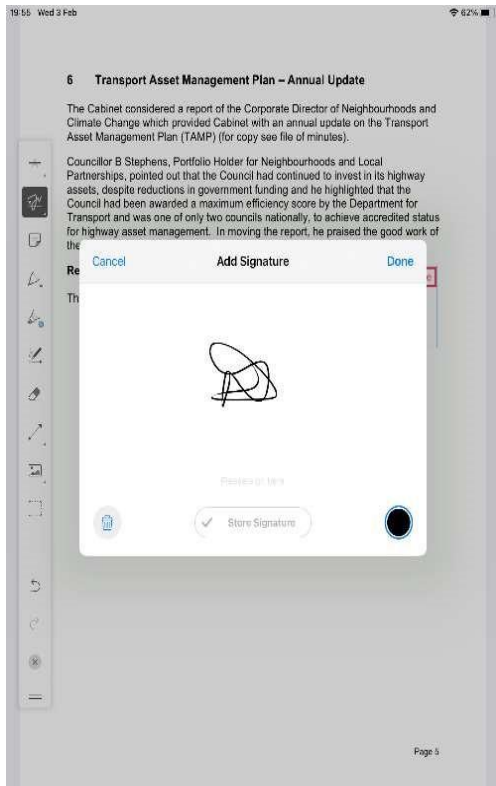 19:55 Wed 3 Feb
62%
6 Transport Asset Management Plan – Annual Update
The Cabinet considered a report of the Corporate Director of Neighbourhoods and
Climate Change which provided Cabinet with an annual update on the Transport
Asset Management Plan (TAMP) (for copy see file of minutes).
Councillor B Stephens, Portfolio Holder for Neighbourhoods and Local
Partnerships, pointed out that the Council had continued to invest in its highway
assets, despite reductions in government funding and he highlighted that the
Council had been awarded a maximum efficiency score by the Department for
Transport and was one of only two councils nationally, to achieve accredited status
for highway asset management. In moving the report, he praised the good work of
the
Cancel Add Signature Done
Re
Th
Store Signature
Page 5